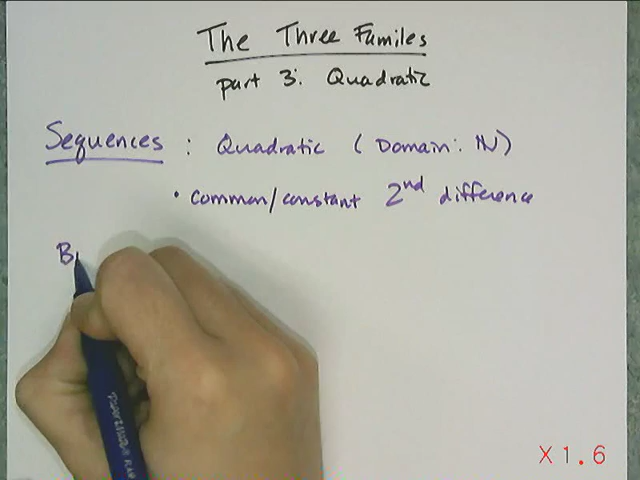 The Three Familes
part 3: Quadratic
Sequences : Quadratic (Domain: ℕ)
• common/constant 2nd difference
B
X1.6